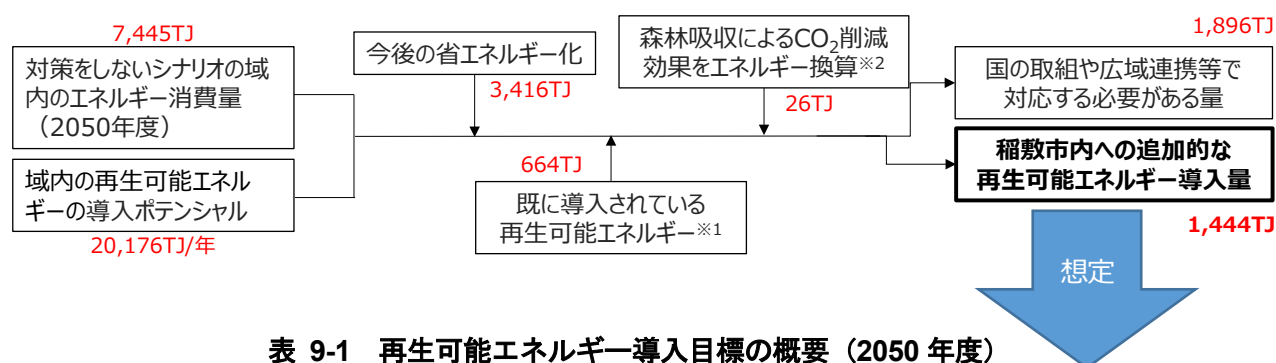 7,445TJ
対策をしないシナリオの域
内のエネルギー消費量
（2050年度）
域内の再生可能エネル
ギーの導入ポテンシャル
20,176TJ/年
今後の省エネルギー化
3,416TJ
664TJ
既に導入されている
再生可能エネルギー※1
森林吸収によるCO2削減
効果をエネルギー換算※2
26TJ
1,896TJ
国の取組や広域連携等で
対応する必要がある量
稲敷市内への追加的な
再生可能エネルギー導入量
1,444TJ
想定
表 9-1 再生可能エネルギー導入目標の概要（2050 年度）